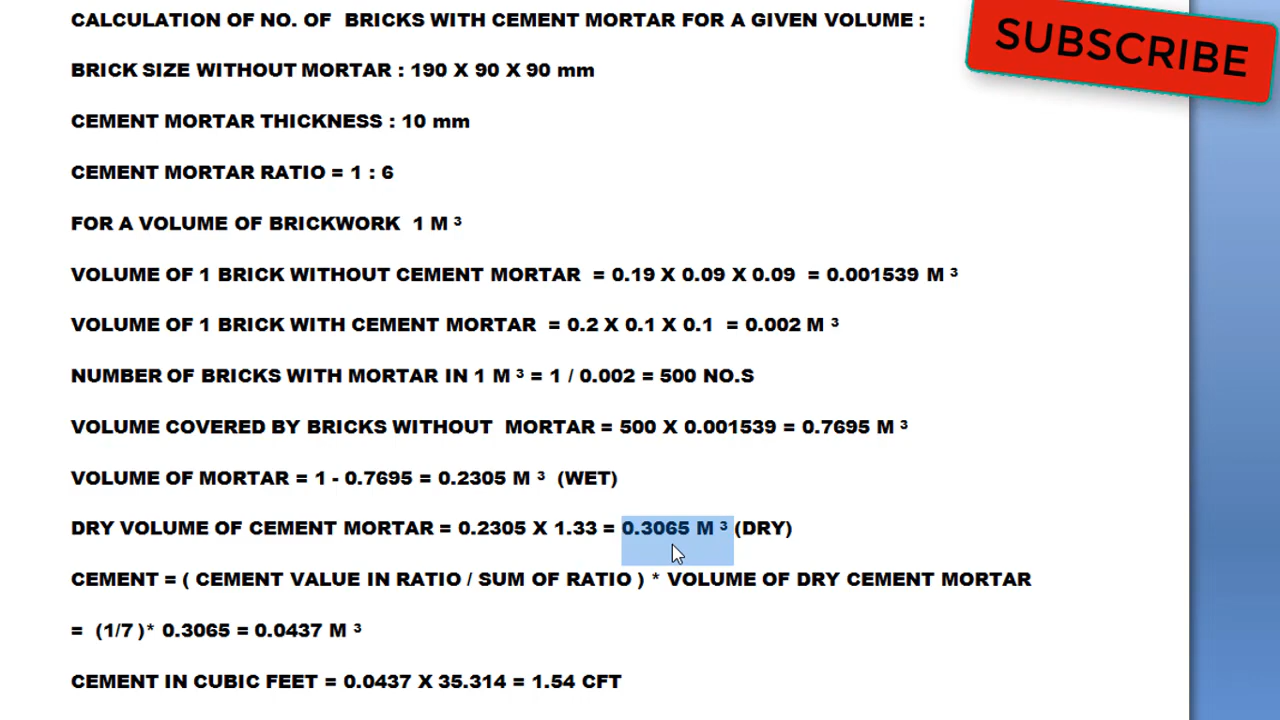 CALCULATION OF NO. OF BRICKS WITH CEMENT MORTAR FOR A GIVEN VOLUME :
SUBSCRIBE
BRICK SIZE WITHOUT MORTAR : 190 X 90 X 90 mm
CEMENT MORTAR THICKNESS : 10 mm
CEMENT MORTAR RATIO = 1 : 6
FOR A VOLUME OF BRICKWORK 1 M ³
VOLUME OF 1 BRICK WITHOUT CEMENT MORTAR = 0.19 X 0.09 X 0.09 = 0.001539 M ³
VOLUME OF 1 BRICK WITH CEMENT MORTAR = 0.2 X 0.1 X 0.1 = 0.002 M ³
NUMBER OF BRICKS WITH MORTAR IN 1 M ³ = 1 / 0.002 = 500 NO.S
VOLUME COVERED BY BRICKS WITHOUT MORTAR = 500 X 0.001539 = 0.7695 M ³
VOLUME OF MORTAR = 1 - 0.7695 = 0.2305 M ³ (WET)
DRY VOLUME OF CEMENT MORTAR = 0.2305 X 1.33 = 0.3065 M ³ (DRY)
CEMENT = ( CEMENT VALUE IN RATIO / SUM OF RATIO ) * VOLUME OF DRY CEMENT MORTAR
= (1/7 )* 0.3065 = 0.0437 M ³
CEMENT IN CUBIC FEET = 0.0437 X 35.314 = 1.54 CFT